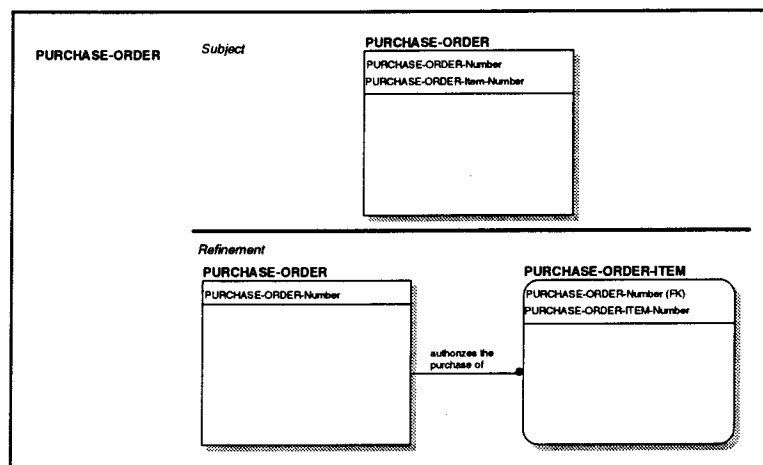 PURCHASE-ORDER
Subject
PURCHASE-ORDER
PURCHASE-ORDER-Number
PURCHASE-ORDER-Item-Number
Refinement
PURCHASE-ORDER
PURCHASE-ORDER-Number
authorizes the
purchase of
PURCHASE-ORDER-ITEM
PURCHASE-ORDER-Number (FK)
PURCHASE-ORDER-ITEM-Number